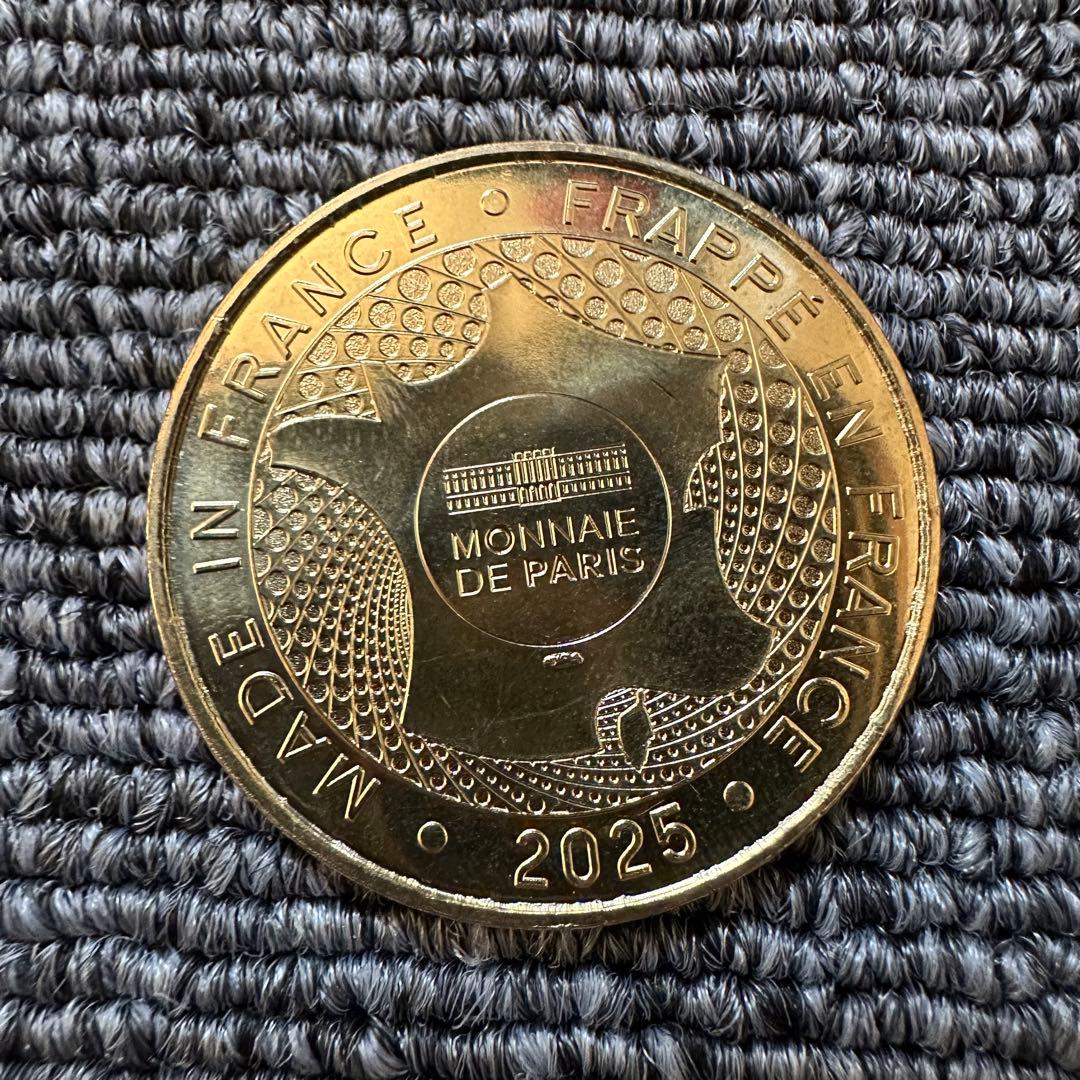 MADE IN FRANCE • FRAPPÉ EN FRANCE •
MONNAIE
DE PARIS
2025